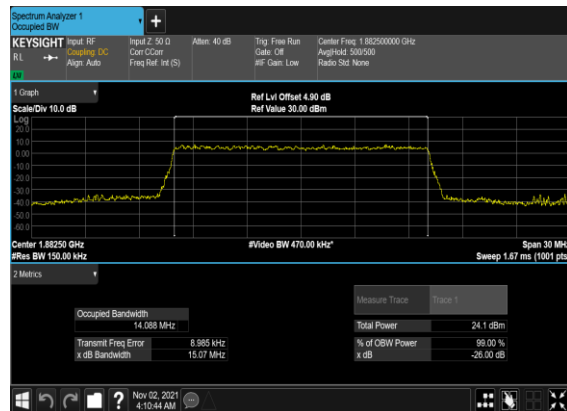 Spectrum Analyzer 1
Occupied BW
+
KEYSIGHT Input: RF Input Z: 50 Ω Atten: 40 dB Trig: Free Run Center Freq: 1.882500000 GHz
R L Coupling: DC Corr CCorr Gate: Off Avg|Hold: 500/500
Align: Auto Freq Ref: Int (S) #IF Gain: Low Radio Std: None
1 Graph
Ref Lvl Offset 4.90 dB
Scale/Div 10.0 dB Ref Value 30.00 dBm
Log
20.0
10.0
0.00
-10.0
-20.0
-30.0
-40.0
-50.0
-60.0
Center 1.88250 GHz #Video BW 470.00 kHz* Span 30 MHz
#Res BW 150.00 kHz Sweep 1.67 ms (1001 pts)
2 Metrics
Measure Trace Trace 1
Occupied Bandwidth
14.088 MHz Total Power 24.1 dBm
Transmit Freq Error 8.985 kHz % of OBW Power 99.00 %
x dB Bandwidth 15.07 MHz x dB -26.00 dB
?
Nov 02, 2021
4:10:44 AM